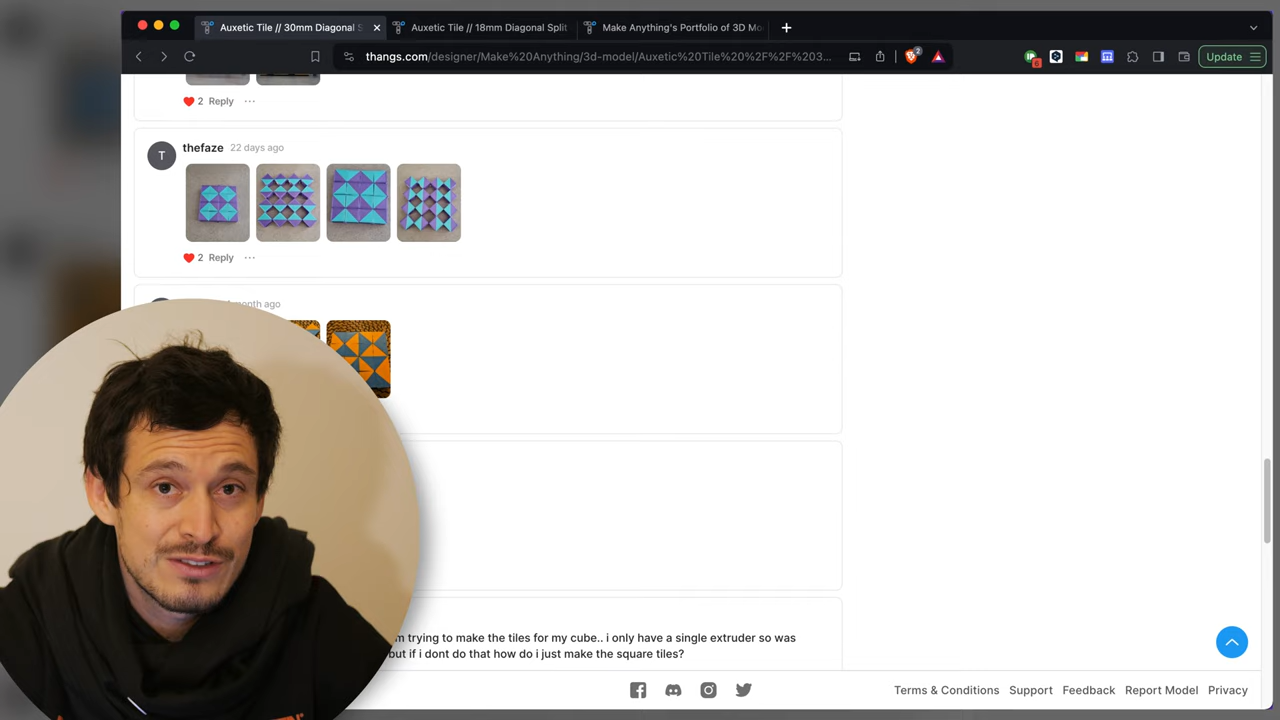 Auxetic Tile // 30mm Diagonal S
Auxetic Tile // 18mm Diagonal Split
Make Anything's Portfolio of 3D Mo
thangs.com/designer/Make%20Anything/3d-model/Auxetic%20Tile%20%2F%2F%203...
2
6
Update
2 Reply
thefaze 22 days ago
T
2 Reply
month ago
m trying to make the tiles for my cube.. i only have a single extruder so was
but if i dont do that how do i just make the square tiles?
Terms & Conditions Support Feedback Report Model Privacy